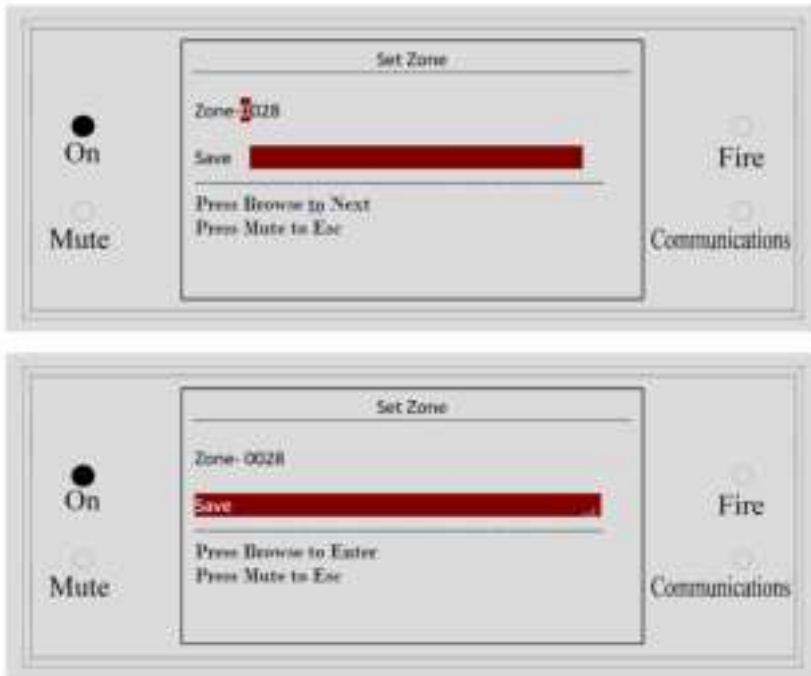 Set Zone
Zone- 0028
On
Save
Fire
Press Browse to Next
Mute
Press Mute to Esc
Communications
Set Zone
Zone- 0028
On
Save
Fire
Press Browse to Enter
Mute
Press Mute to Esc
Communications